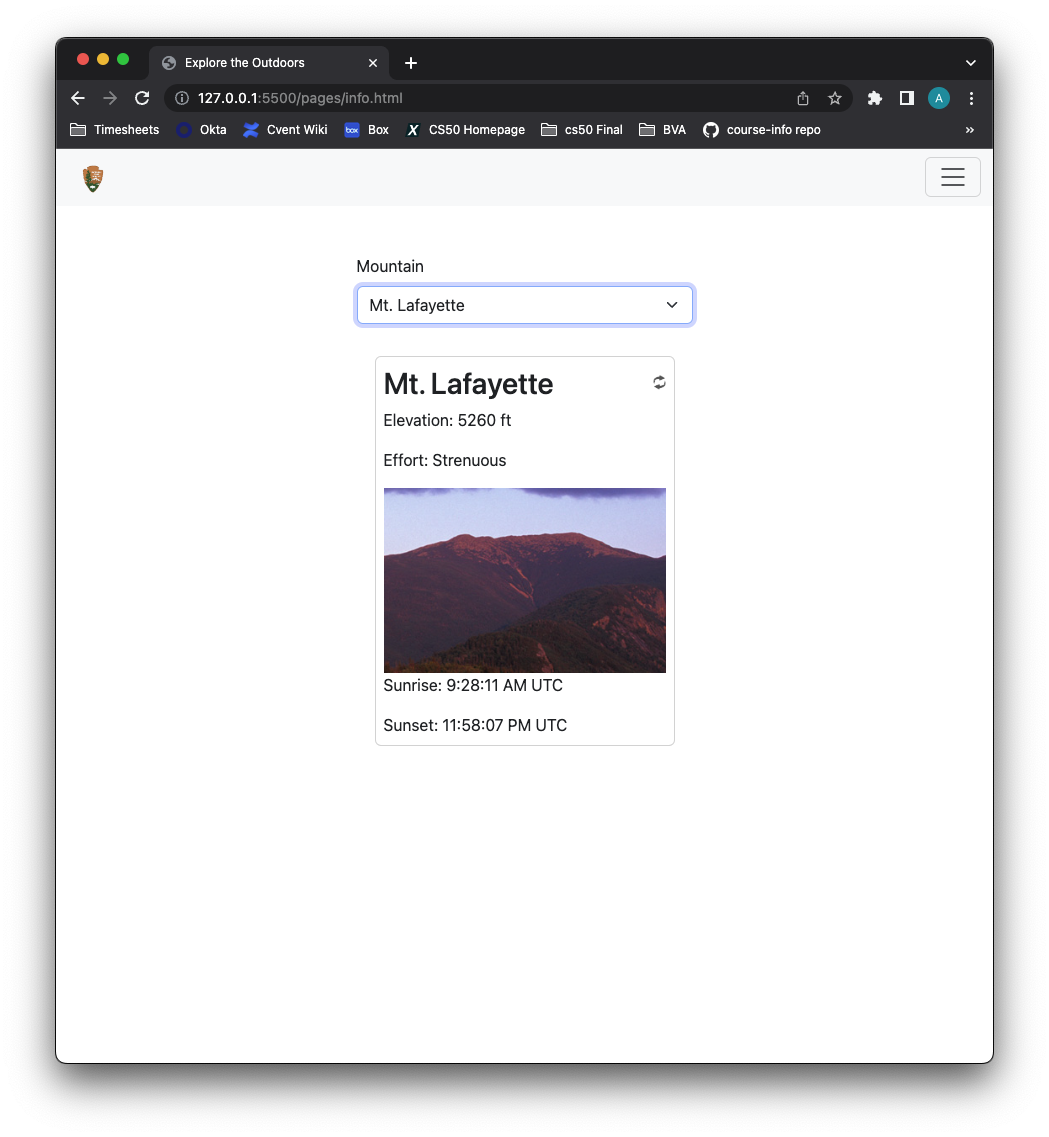 Explore the Outdoors
127.0.0.1:5500/pages/info.html
A
Timesheets Okta Cvent Wiki box Box X CS50 Homepage cs50 Final BVA course-info repo »
Mountain
Mt. Lafayette
Mt. Lafayette
Elevation: 5260 ft
Effort: Strenuous
Sunrise: 9:28:11 AM UTC
Sunset: 11:58:07 PM UTC